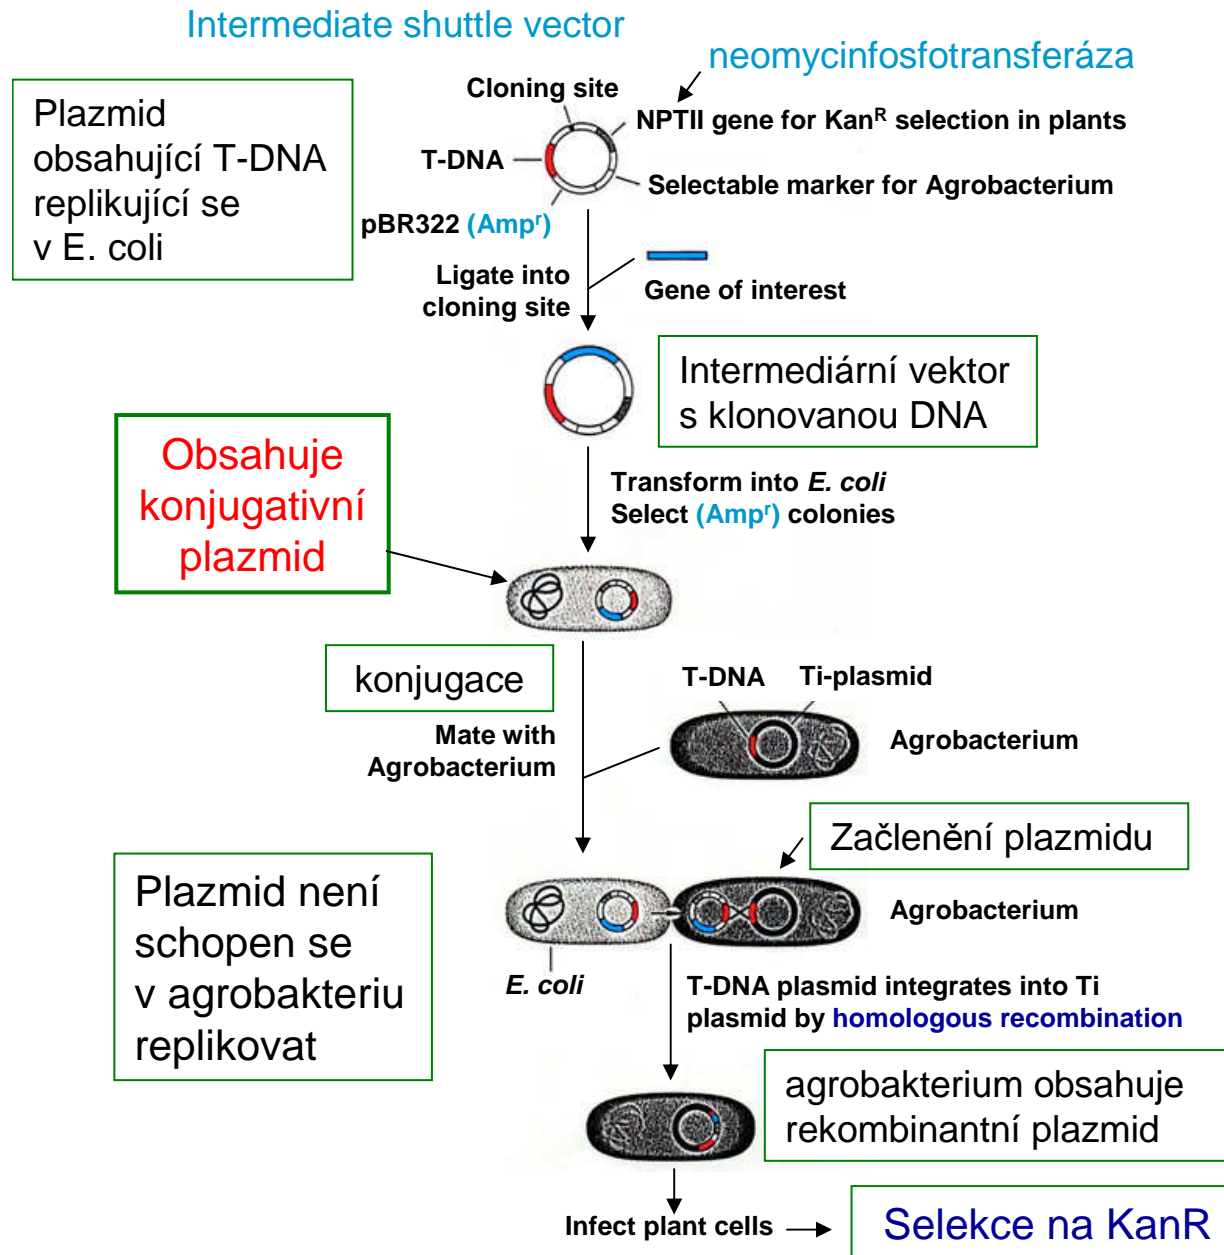 Intermediate shuttle vector
neomycinfosfotransferáza
Plazmid
obsahující T-DNA
replikující se
v E. coli
Cloning site
NPTII gene for Kanᴿ selection in plants
T-DNA
Selectable marker for Agrobacterium
pBR322 (Ampʳ)
Ligate into
cloning site
Gene of interest
Intermediární vektor
s klonovanou DNA
Obsahuje
konjugativní
plazmid
Transform into E. coli
Select (Ampʳ) colonies
konjugace
T-DNA
Ti-plasmid
Mate with
Agrobacterium
Agrobacterium
Začlenění plazmidu
Plazmid není
schopen se
v agrobakteriu
replikovat
Agrobacterium
E. coli
T-DNA plasmid integrates into Ti
plasmid by homologous recombination
agrobakterium obsahuje
rekombinantní plazmid
Infect plant cells
Selekce na KanR